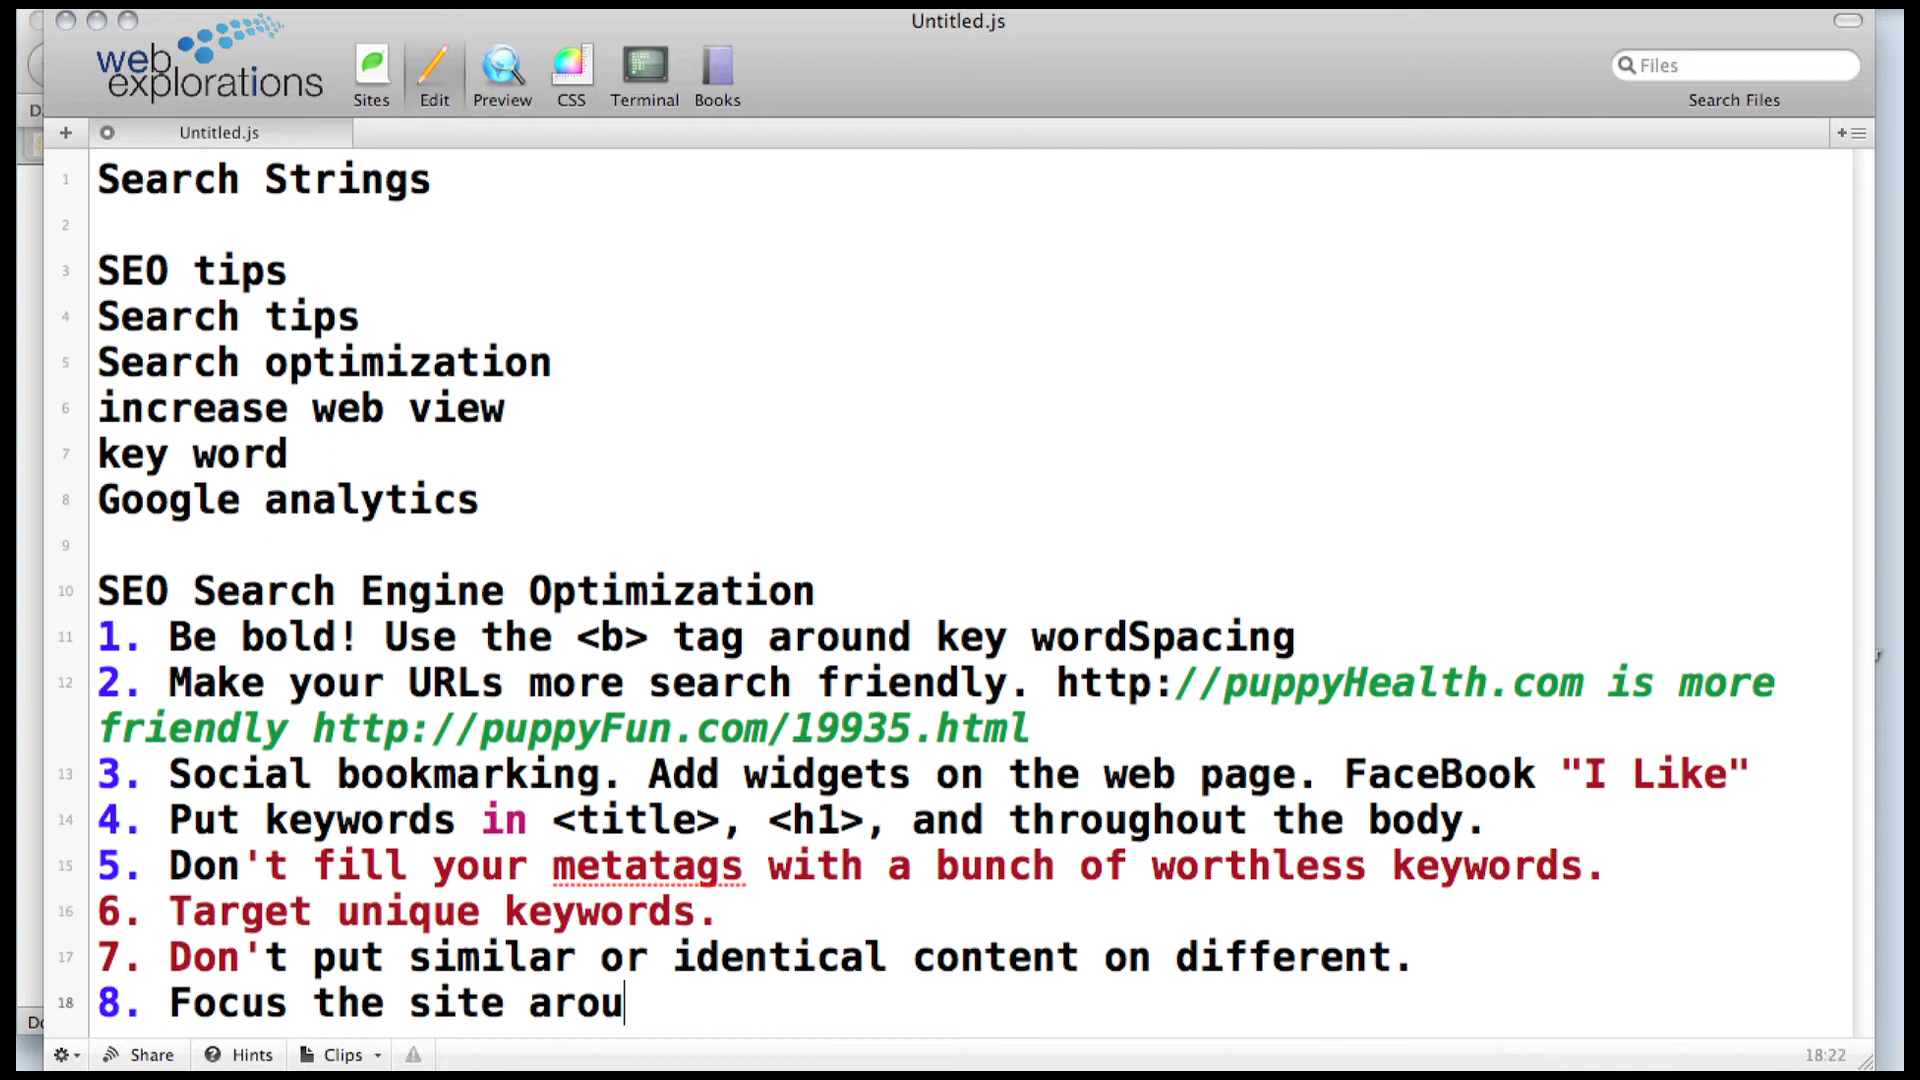 Untitled.js
web
explorations
Sites
Edit
Preview
CSS
Terminal
Books
Files
Search Files
Untitled.js
1 Search Strings
2
3 SEO tips
4 Search tips
5 Search optimization
6 increase web view
7 key word
8 Google analytics
9
10 SEO Search Engine Optimization
11 1. Be bold! Use the <b> tag around key wordSpacing
12 2. Make your URLs more search friendly. http://puppyHealth.com is more
friendly http://puppyFun.com/19935.html
13 3. Social bookmarking. Add widgets on the web page. FaceBook "I Like"
14 4. Put keywords in <title>, <h1>, and throughout the body.
15 5. Don't fill your metatags with a bunch of worthless keywords.
16 6. Target unique keywords.
17 7. Don't put similar or identical content on different.
18 8. Focus the site arou
Share
Hints
Clips
18:22